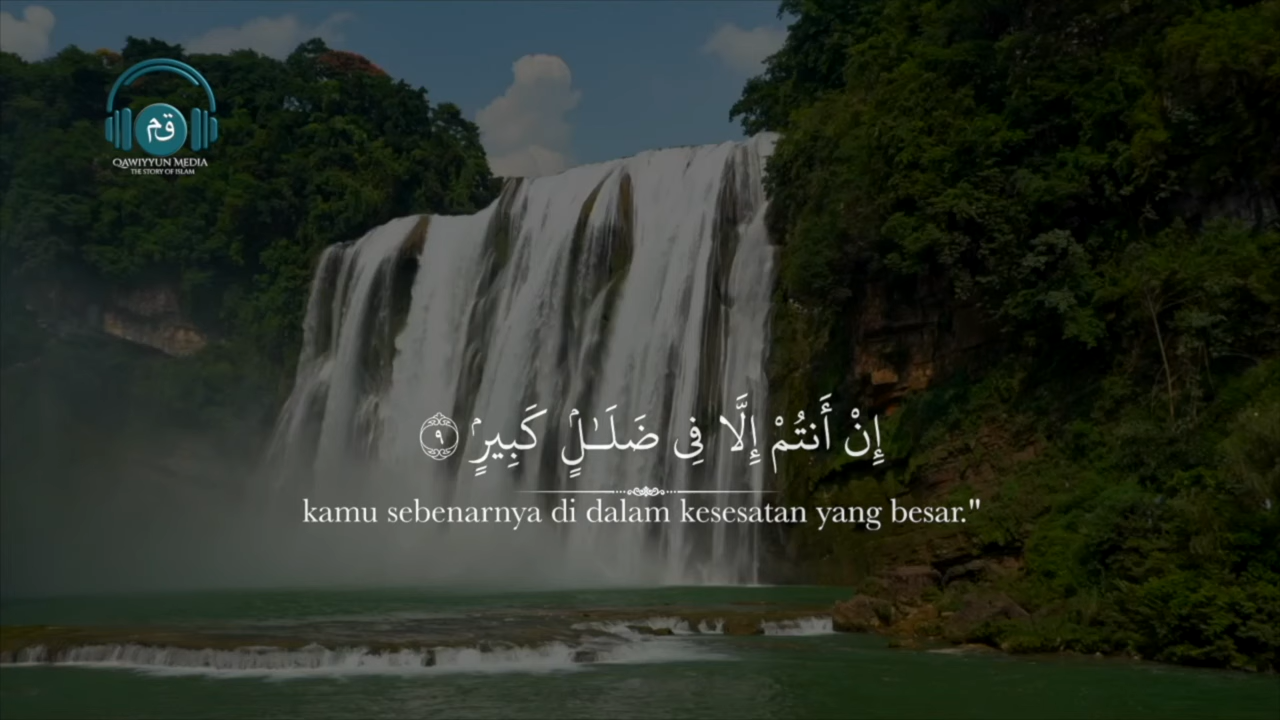 قۤ
QAWIYYUN MEDIA
THE STORY OF ISLAM
إِنْ أَنتُمْ إِلَّا فِى ضَلَـٰلٍۢ كَبِيرٍۢ ٩
kamu sebenarnya di dalam kesesatan yang besar."